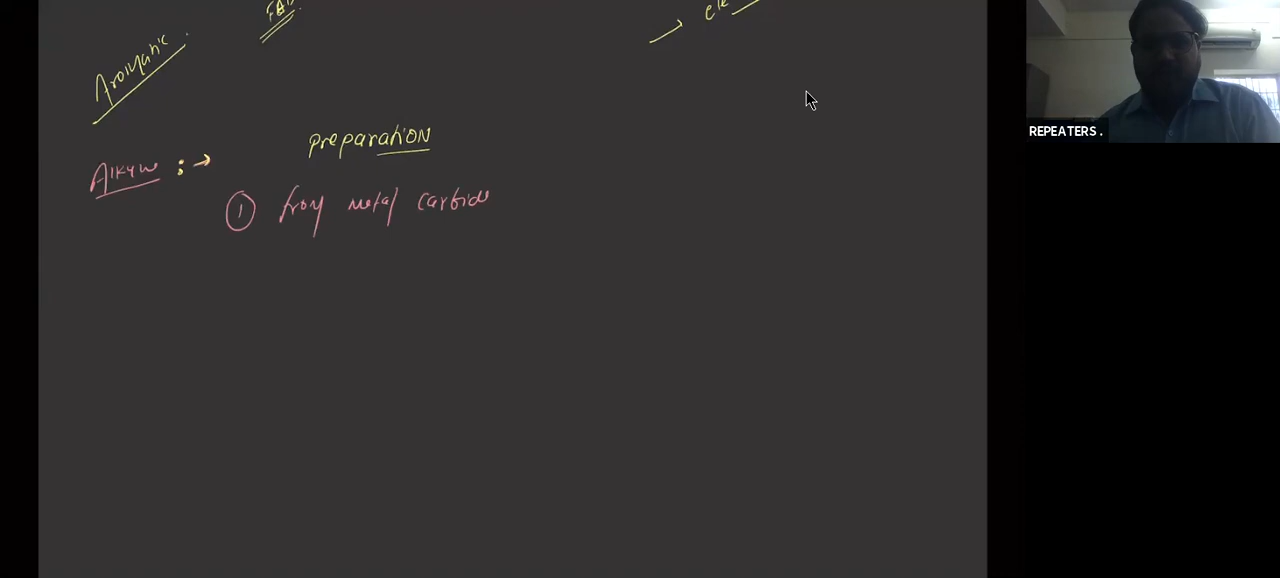 Aromatic.
Alkyne : → preparation
① from metal carbide
REPEATERS .